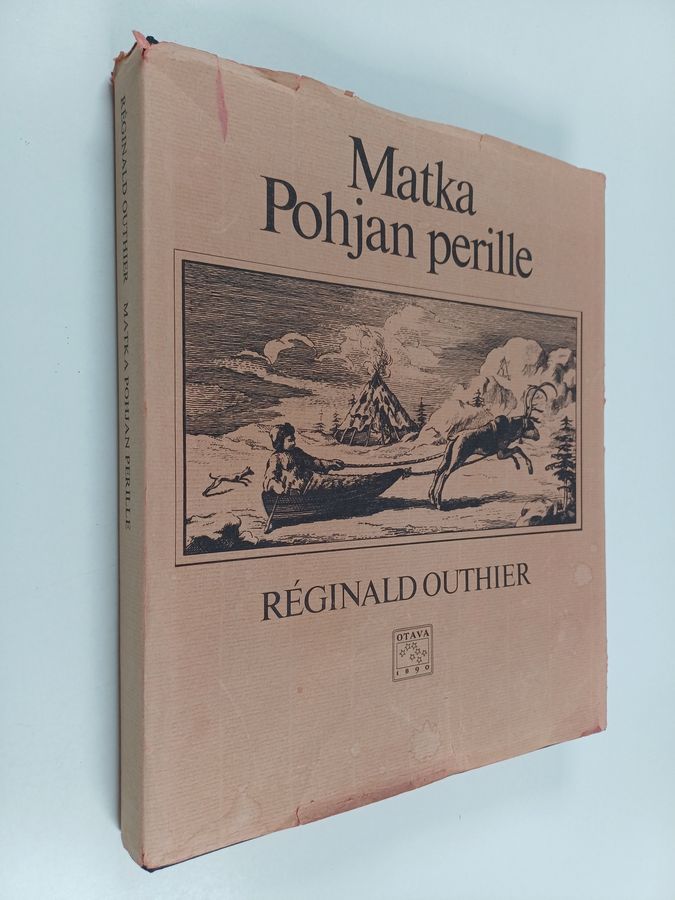 Matka
Pohjan perille
RÉGINALD OUTHIER
OTAVA
1890
RÉGINALD OUTHIER MATKA POHJAN PERILLE